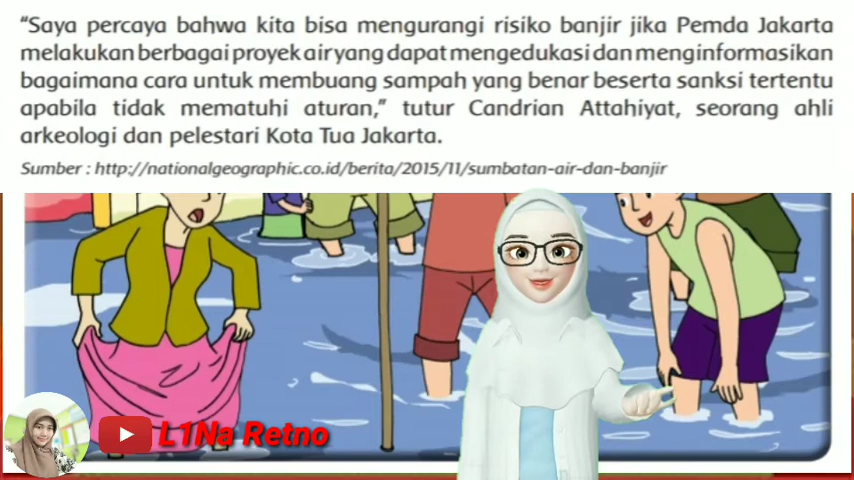 “Saya percaya bahwa kita bisa mengurangi risiko banjir jika Pemda Jakarta
melakukan berbagai proyek air yang dapat mengedukasi dan menginformasikan
bagaimana cara untuk membuang sampah yang benar beserta sanksi tertentu
apabila tidak mematuhi aturan,” tutur Candrian Attahiyat, seorang ahli
arkeologi dan pelestari Kota Tua Jakarta.
Sumber : http://nationalgeographic.co.id/berita/2015/11/sumbatan-air-dan-banjir
L1Na Retno